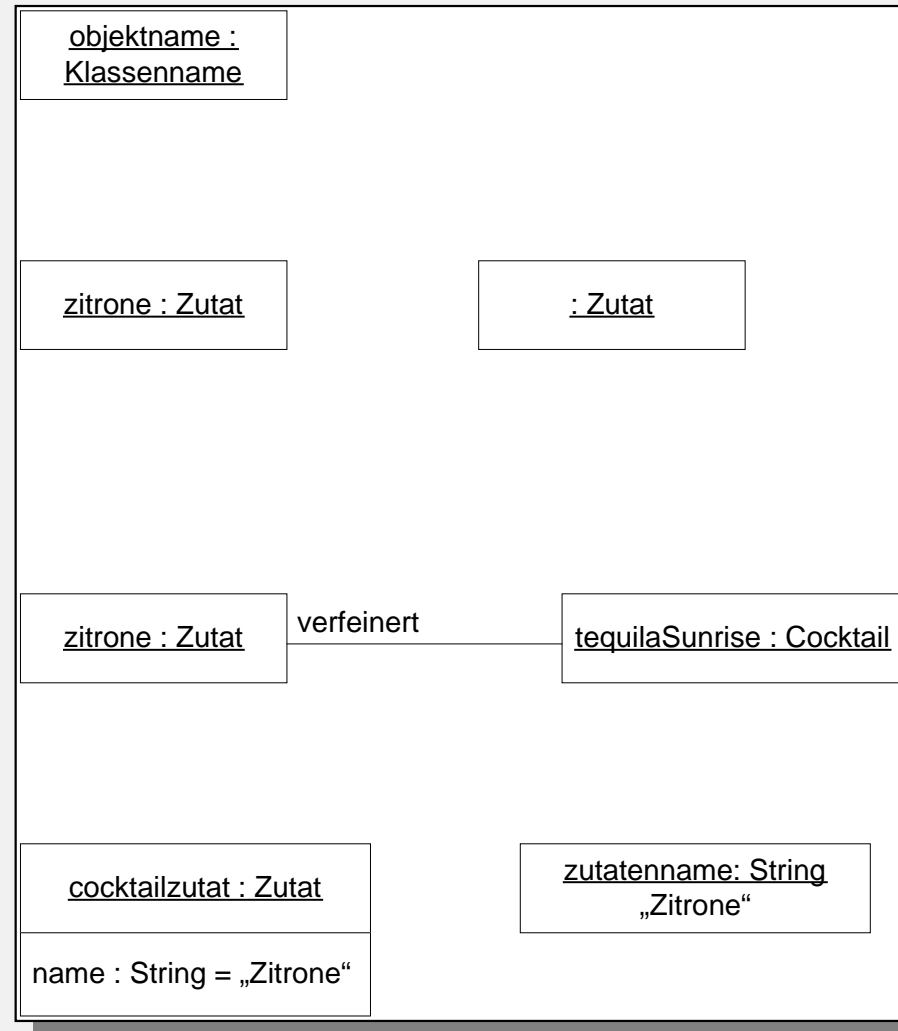 objektname :
Klassenname
zitrone : Zutat
: Zutat
zitrone : Zutat
verfeinert
tequilaSunrise : Cocktail
cocktailzutat : Zutat
name : String = „Zitrone“
zutatenname: String
„Zitrone“